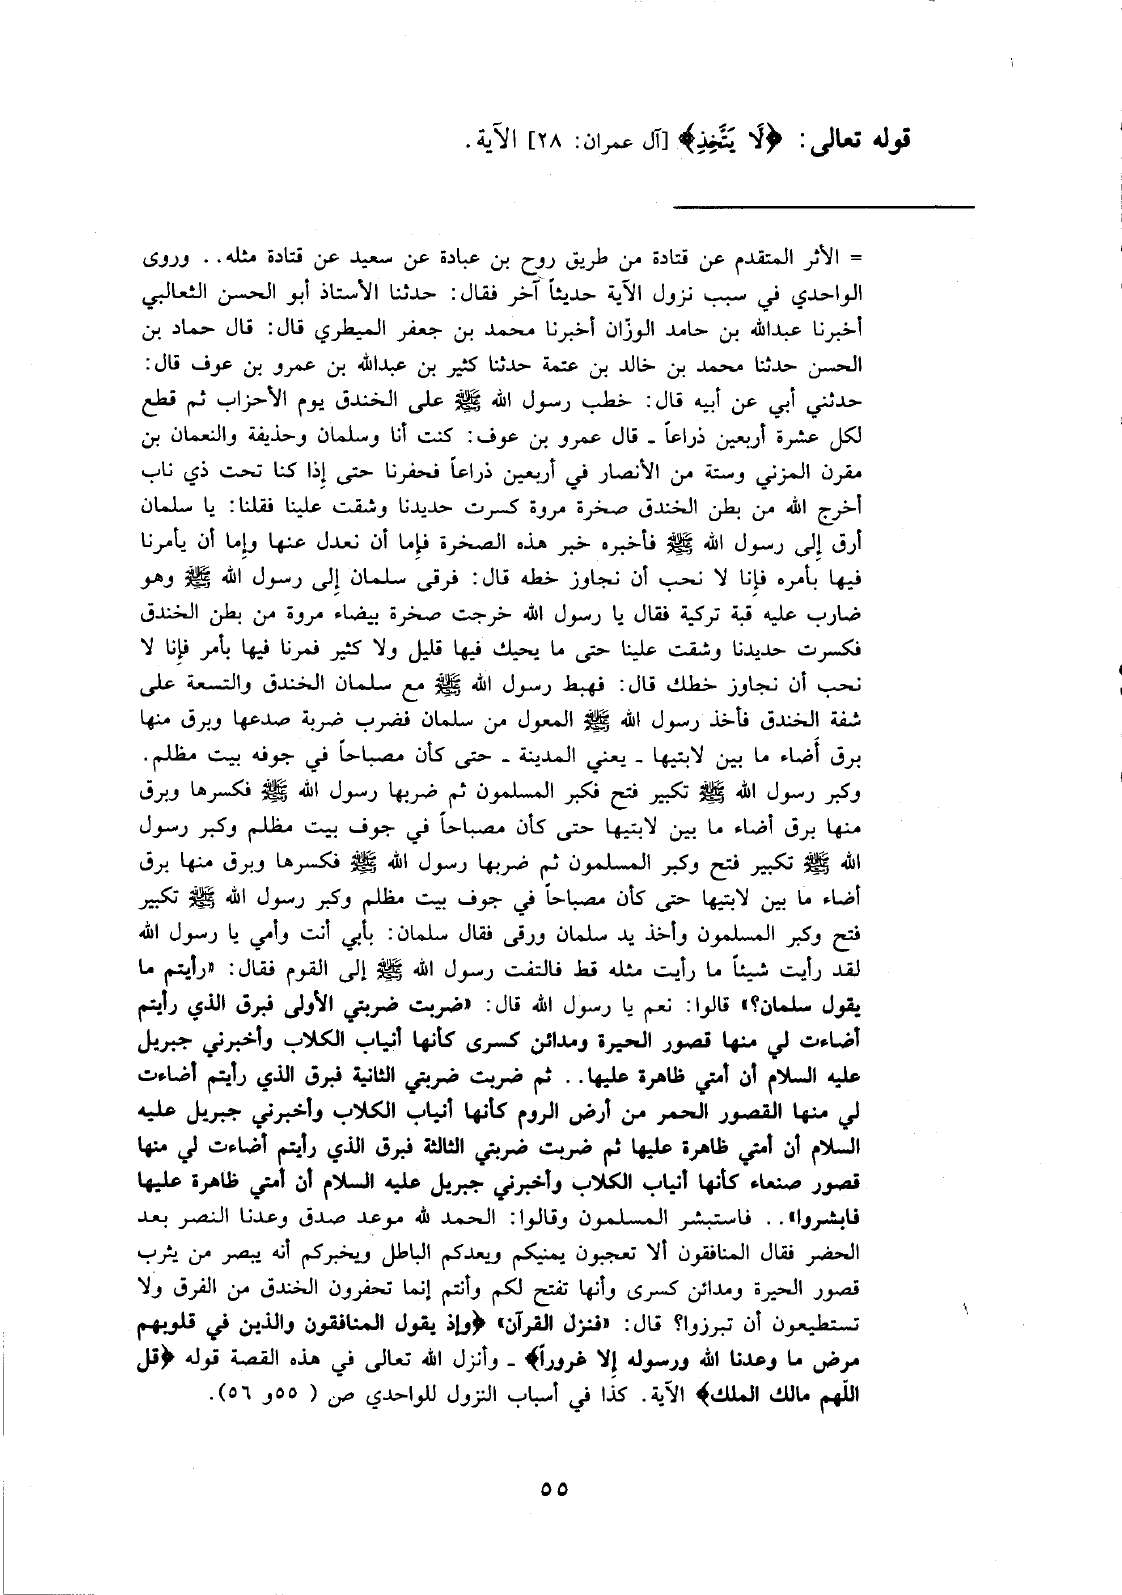 قوله تعالى: ﴿لَا يَتَّخِذِ﴾ [آل عمران: ٢٨] الآية.
= الأثر المتقدم عن قتادة من طريق روح بن عبادة عن سعيد عن قتادة مثله.. وروى
الواحدي في سبب نزول الآية حديثاً آخر فقال: حدثنا الأستاذ أبو الحسن الثعالبي
أخبرنا عبدالله بن حامد الوزّان أخبرنا محمد بن جعفر الميطري قال: قال حماد بن
الحسن حدثنا محمد بن خالد بن عتمة حدثنا كثير بن عبدالله بن عمرو بن عوف قال:
حدثني أبي عن أبيه قال: خطب رسول الله ﷺ على الخندق يوم الأحزاب ثم قطع
لكل عشرة أربعين ذراعاً ـ قال عمرو بن عوف: كنت أنا وسلمان وحذيفة والنعمان بن
مقرن المزني وستة من الأنصار في أربعين ذراعاً فحفرنا حتى إذا كنا تحت ذي ناب
أخرج الله من بطن الخندق صخرة مروة كسرت حديدنا وشقت علينا فقلنا: يا سلمان
أرق إلى رسول الله ﷺ فأخبره خبر هذه الصخرة فإما أن نعدل عنها وإما أن يأمرنا
فيها بأمره فإنا لا نحب أن نجاوز خطه قال: فرقى سلمان إلى رسول الله ﷺ وهو
ضارب عليه قبة تركية فقال يا رسول الله خرجت صخرة بيضاء مروة من بطن الخندق
فكسرت حديدنا وشقت علينا حتى ما يحيك فيها قليل ولا كثير فمرنا فيها بأمر فإنا لا
نحب أن نجاوز خطك قال: فهبط رسول الله ﷺ مع سلمان الخندق والتسعة على
شفة الخندق فأخذ رسول الله ﷺ المعول من سلمان فضرب ضربة صدعها وبرق منها
برق أضاء ما بين لابتيها ـ يعني المدينة ـ حتى كأن مصباحاً في جوفه بيت مظلم.
وكبر رسول الله ﷺ تكبير فتح فكبر المسلمون ثم ضربها رسول الله ﷺ فكسرها وبرق
منها برق أضاء ما بين لابتيها حتى كأن مصباحاً في جوف بيت مظلم وكبر رسول
الله ﷺ تكبير فتح وكبر المسلمون ثم ضربها رسول الله ﷺ فكسرها وبرق منها برق
أضاء ما بين لابتيها حتى كأن مصباحاً في جوف بيت مظلم وكبر رسول الله ﷺ تكبير
فتح وكبر المسلمون وأخذ يد سلمان ورقى فقال سلمان: بأبي أنت وأمي يا رسول الله
لقد رأيت شيئاً ما رأيت مثله قط فالتفت رسول الله ﷺ إلى القوم فقال: «رأيتم ما
يقول سلمان؟» قالوا: نعم يا رسول الله قال: «ضربت ضربتي الأولى فبرق الذي رأيتم
أضاءت لي منها قصور الحيرة ومدائن كسرى كأنها أنياب الكلاب وأخبرني جبريل
عليه السلام أن أمتي ظاهرة عليها.. ثم ضربت ضربتي الثانية فبرق الذي رأيتم أضاءت
لي منها القصور الحمر من أرض الروم كأنها أنياب الكلاب وأخبرني جبريل عليه
السلام أن أمتي ظاهرة عليها ثم ضربت ضربتي الثالثة فبرق الذي رأيتم أضاءت لي منها
قصور صنعاء كأنها أنياب الكلاب وأخبرني جبريل عليه السلام أن أمتي ظاهرة عليها
فابشروا».. فاستبشر المسلمون وقالوا: الحمد لله موعد صدق وعدنا النصر بعد
الحضر فقال المنافقون ألا تعجبون يمنيكم ويعدكم الباطل ويخبركم أنه يبصر من يثرب
قصور الحيرة ومدائن كسرى وأنها تفتح لكم وأنتم إنما تحفرون الخندق من الفرق ولا
تستطيعون أن تبرزوا؟ قال: «فنزل القرآن» ﴿وإذ يقول المنافقون والذين في قلوبهم
مرض ما وعدنا الله ورسوله إلا غروراً﴾ ـ وأنزل الله تعالى في هذه القصة قوله ﴿قل
اللّهم مالك الملك﴾ الآية. كذا في أسباب النزول للواحدي ص ( ٥٥ و ٥٦).
٥٥